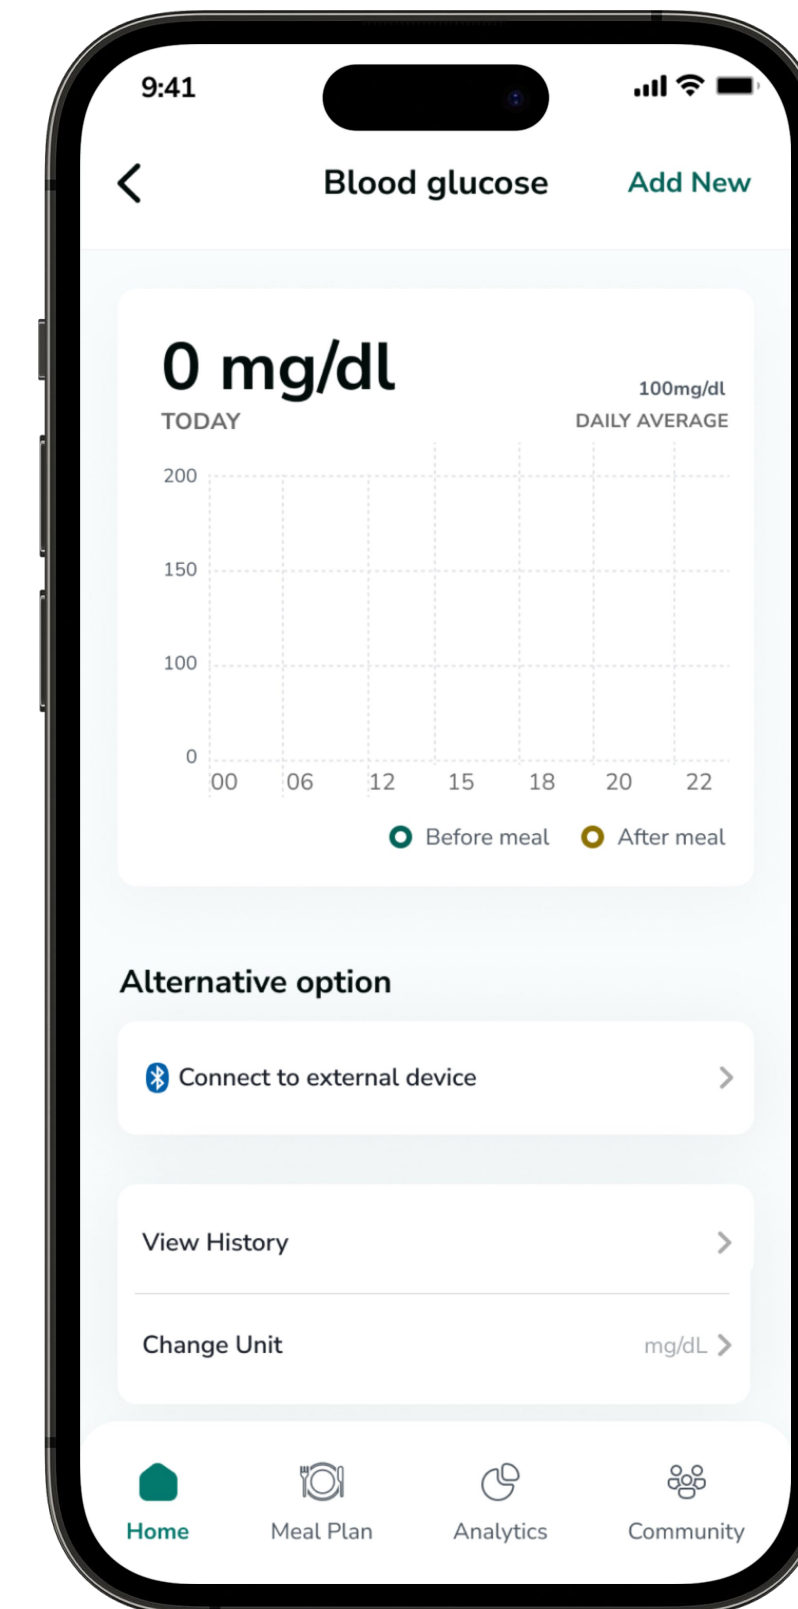 9:41
Blood glucose Add New
0 mg/dl
100mg/dl
TODAY DAILY AVERAGE
200
150
100
0
00 06 12 15 18 20 22
Before meal After meal
Alternative option
Connect to external device
View History
Change Unit mg/dL
Home Meal Plan Analytics Community